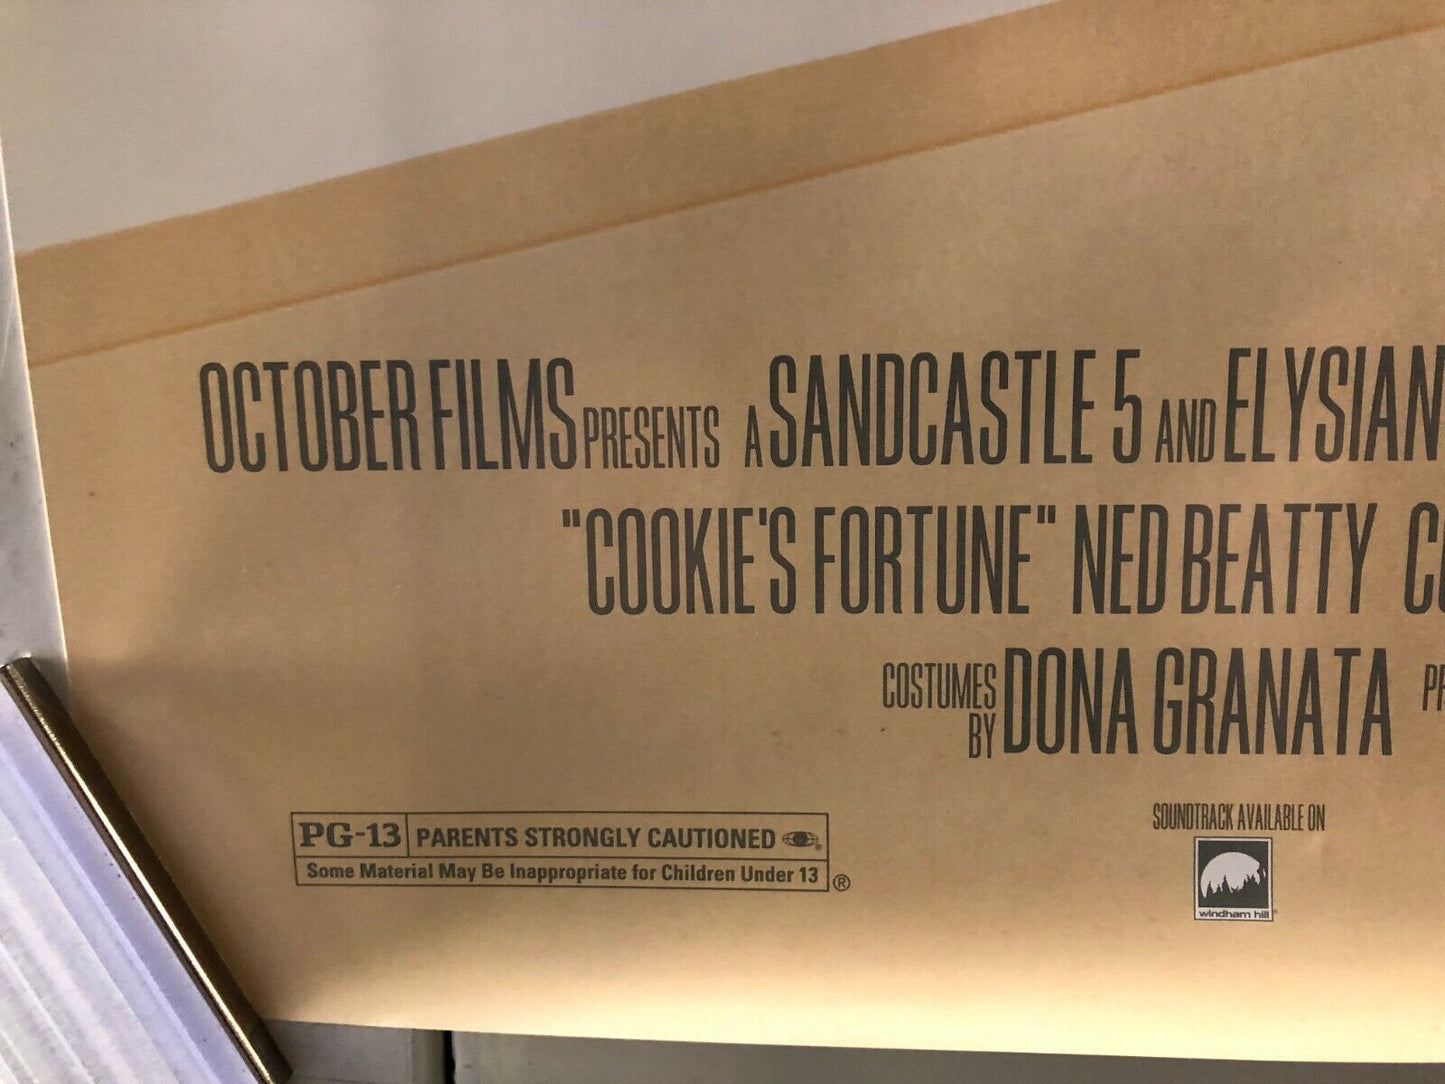 OCTOBER FILMS PRESENTS A SANDCASTLE 5 AND ELYSIAN
"COOKIE'S FORTUNE" NED BEATTY
COSTUMES BY DONA GRANATA
SOUNDTRACK AVAILABLE ON
PG-13 PARENTS STRONGLY CAUTIONED
Some Material May Be Inappropriate for Children Under 13 ®
windham hill